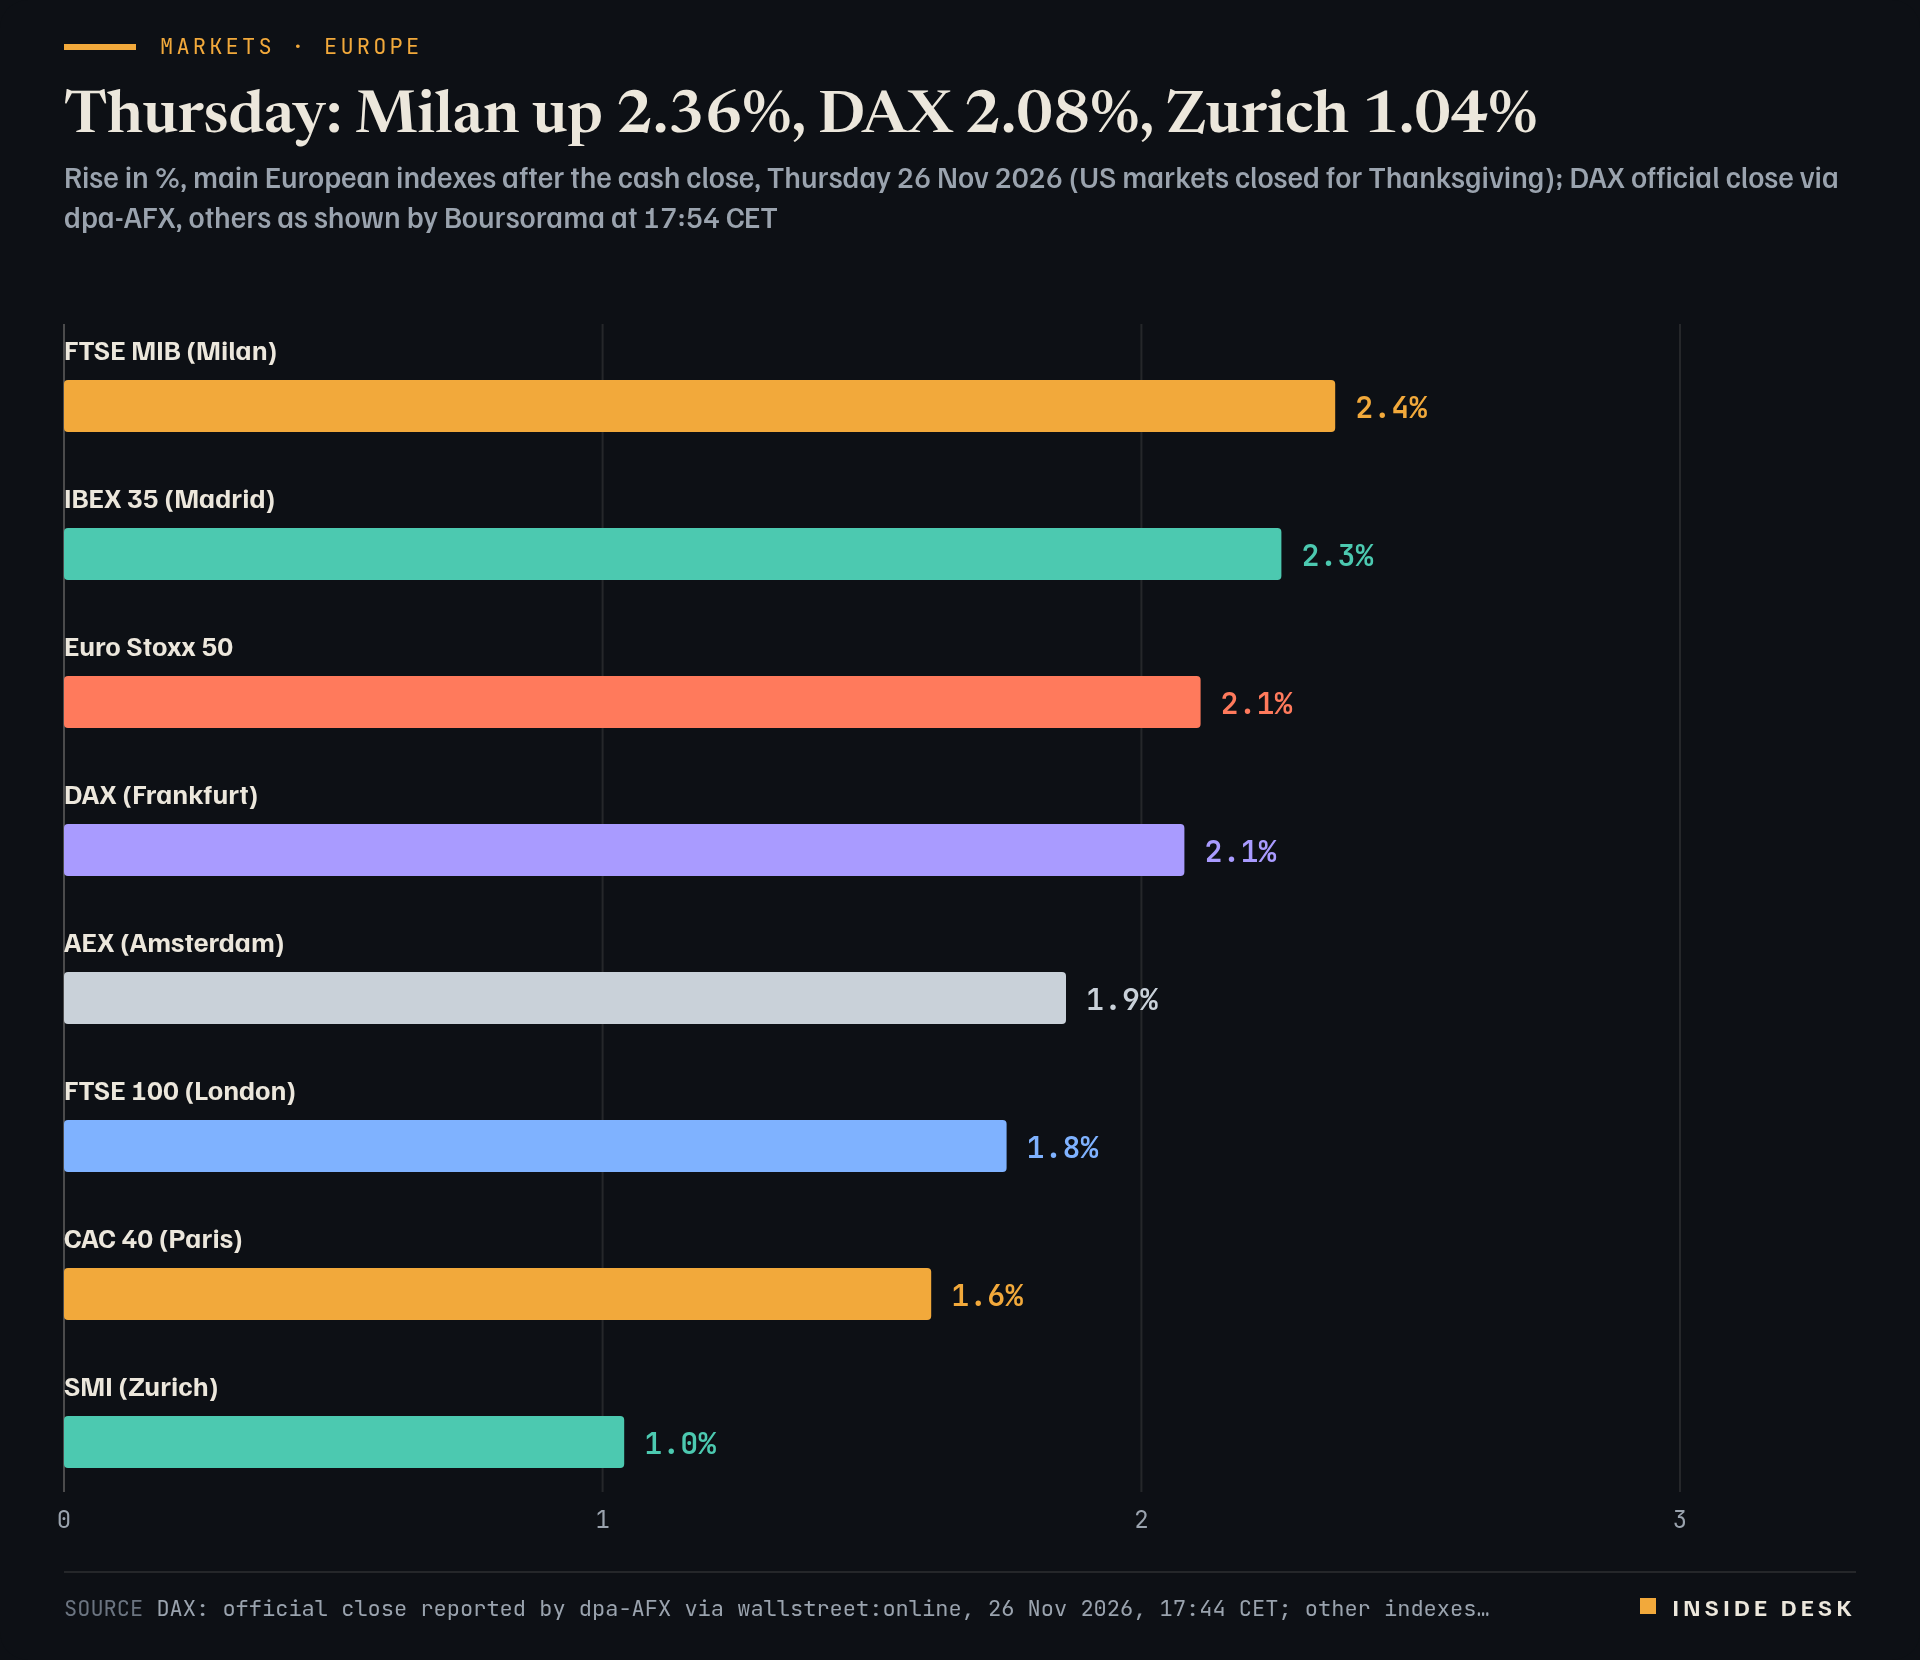 MARKETS · EUROPE
Thursday: Milan up 2.36%, DAX 2.08%, Zurich 1.04%
Rise in %, main European indexes after the cash close, Thursday 26 Nov 2026 (US markets closed for Thanksgiving); DAX official close via
dpa-AFX, others as shown by Boursorama at 17:54 CET
FTSE MIB (Milan)
2.4%
IBEX 35 (Madrid)
2.3%
Euro Stoxx 50
2.1%
DAX (Frankfurt)
2.1%
AEX (Amsterdam)
1.9%
FTSE 100 (London)
1.8%
CAC 40 (Paris)
1.6%
SMI (Zurich)
1.0%
0 1 2 3
SOURCE DAX: official close reported by dpa-AFX via wallstreet:online, 26 Nov 2026, 17:44 CET; other indexes…
INSIDE DESK